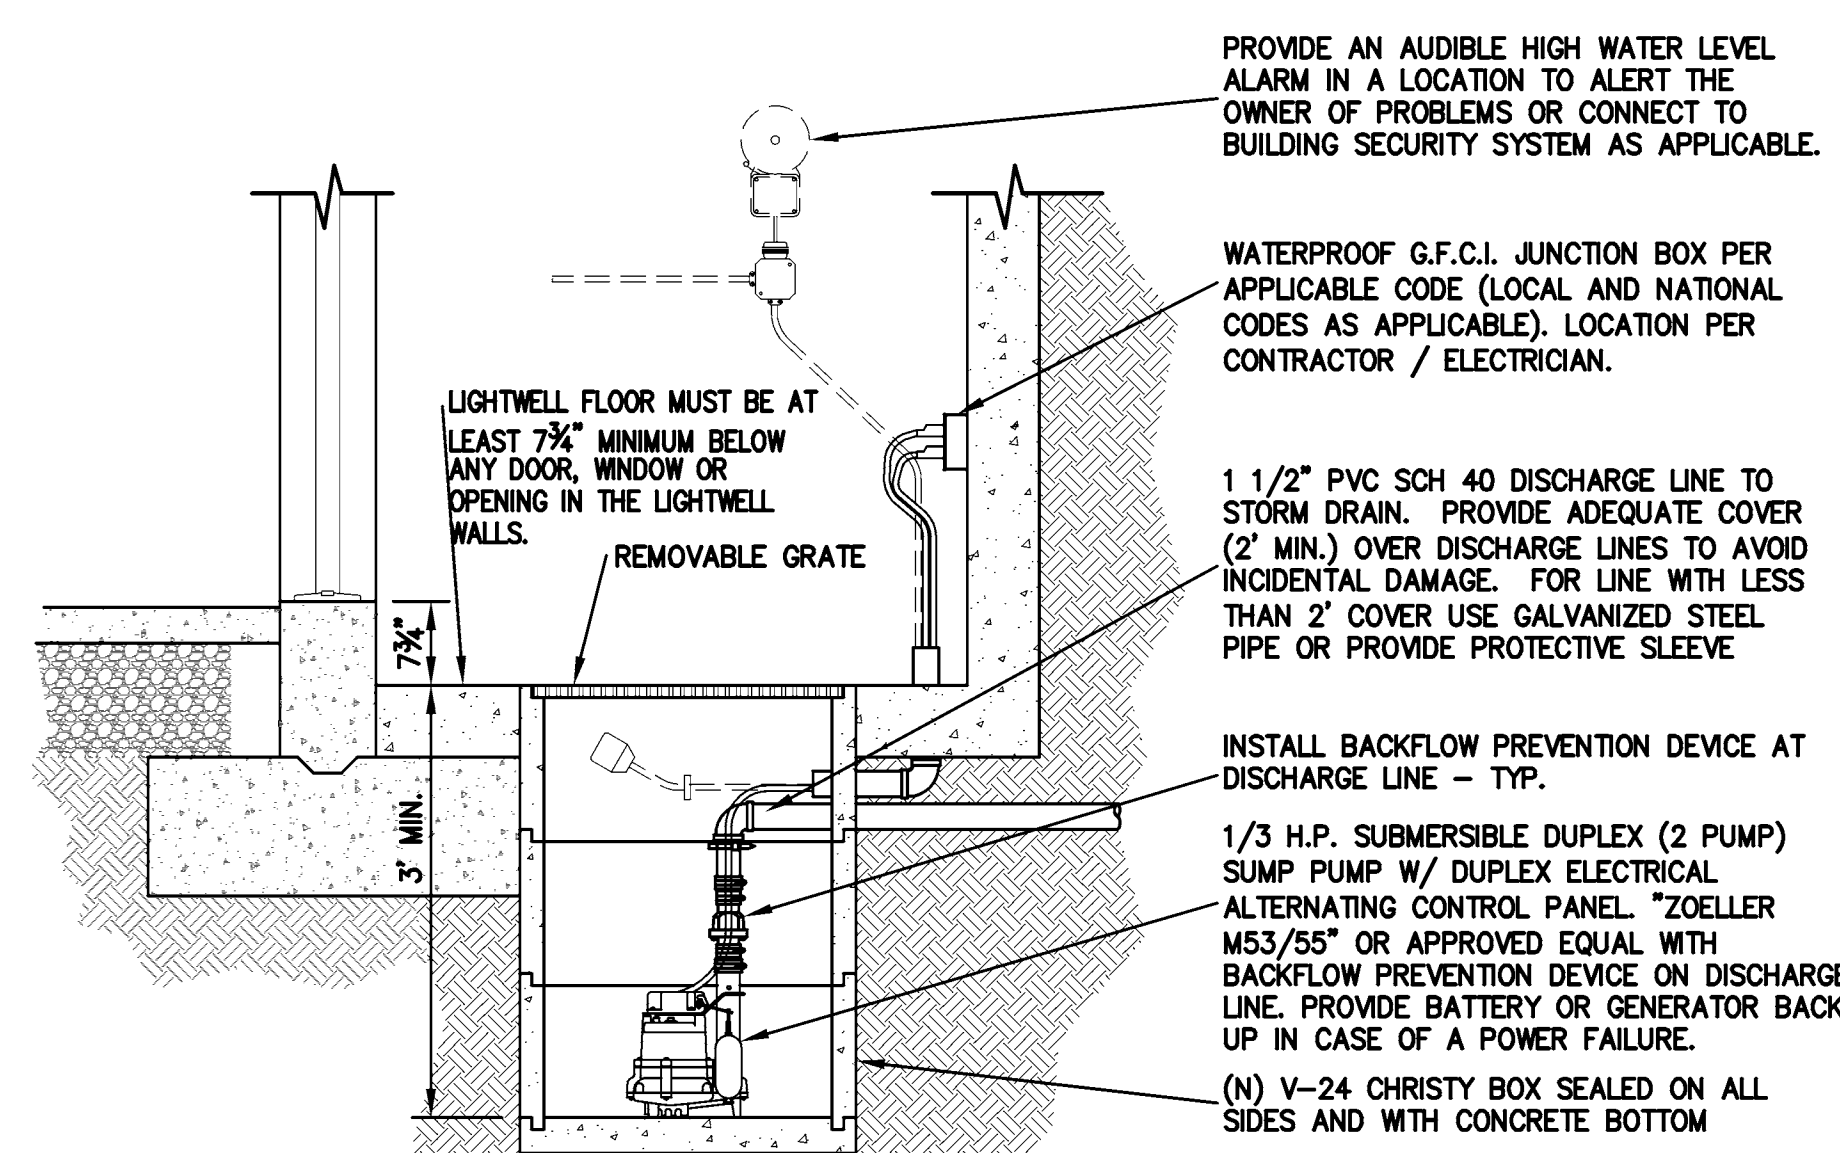 PROVIDE AN AUDIBLE HIGH WATER LEVEL
ALARM IN A LOCATION TO ALERT THE
OWNER OF PROBLEMS OR CONNECT TO
BUILDING SECURITY SYSTEM AS APPLICABLE.
WATERPROOF G.F.C.I. JUNCTION BOX PER
APPLICABLE CODE (LOCAL AND NATIONAL
CODES AS APPLICABLE). LOCATION PER
CONTRACTOR / ELECTRICIAN.
LIGHTWELL FLOOR MUST BE AT
LEAST 7¾" MINIMUM BELOW
ANY DOOR, WINDOW OR
OPENING IN THE LIGHTWELL
WALLS.
REMOVABLE GRATE
7¾"
3' MIN.
1 1/2" PVC SCH 40 DISCHARGE LINE TO
STORM DRAIN. PROVIDE ADEQUATE COVER
(2' MIN.) OVER DISCHARGE LINES TO AVOID
INCIDENTAL DAMAGE. FOR LINE WITH LESS
THAN 2' COVER USE GALVANIZED STEEL
PIPE OR PROVIDE PROTECTIVE SLEEVE
INSTALL BACKFLOW PREVENTION DEVICE AT
DISCHARGE LINE – TYP.
1/3 H.P. SUBMERSIBLE DUPLEX (2 PUMP)
SUMP PUMP W/ DUPLEX ELECTRICAL
ALTERNATING CONTROL PANEL. "ZOELLER
M53/55" OR APPROVED EQUAL WITH
BACKFLOW PREVENTION DEVICE ON DISCHARGE
LINE. PROVIDE BATTERY OR GENERATOR BACK
UP IN CASE OF A POWER FAILURE.
(N) V–24 CHRISTY BOX SEALED ON ALL
SIDES AND WITH CONCRETE BOTTOM